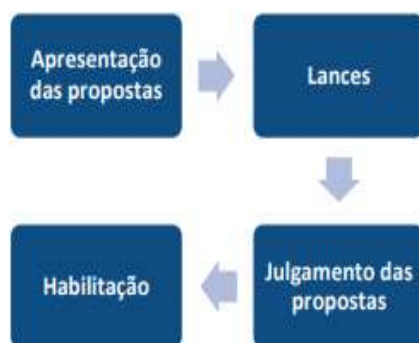 Apresentação
das propostas
Lances
Julgamento das
propostas
Habilitação